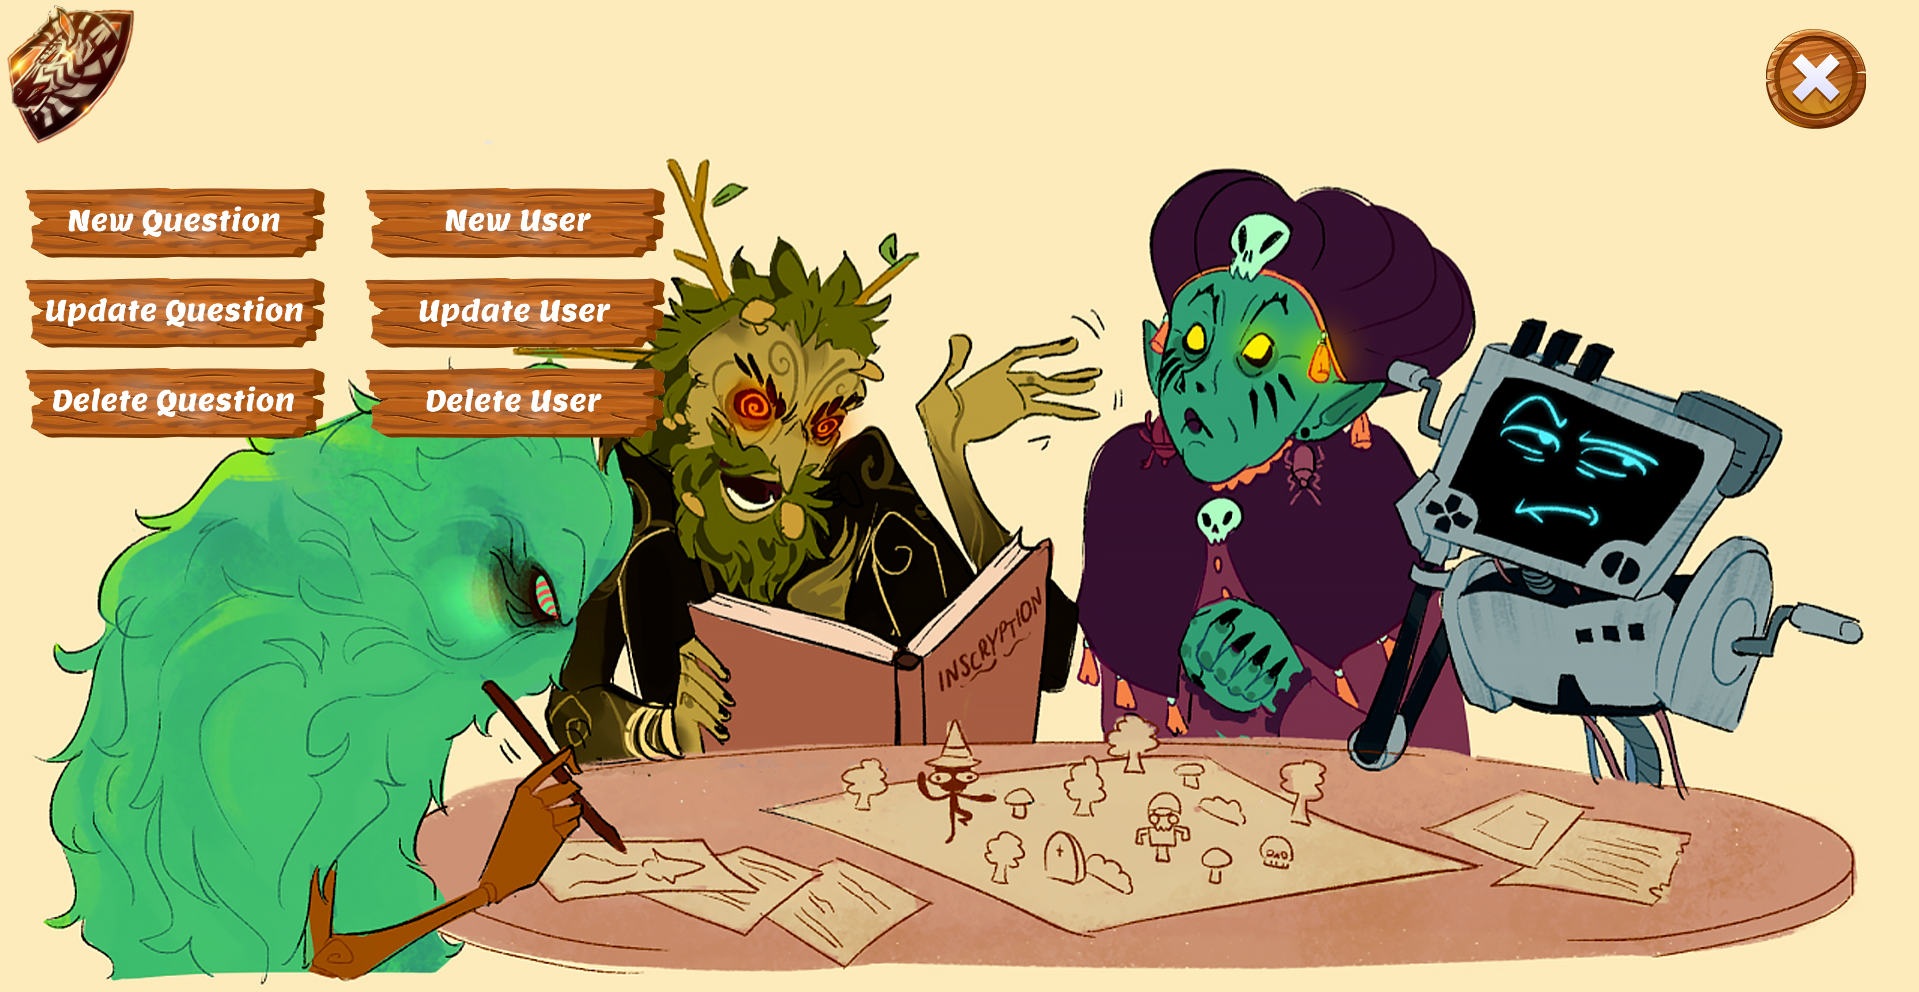 New Question
New User
Update Question
Update User
Delete Question
Delete User
INSCRYPTION